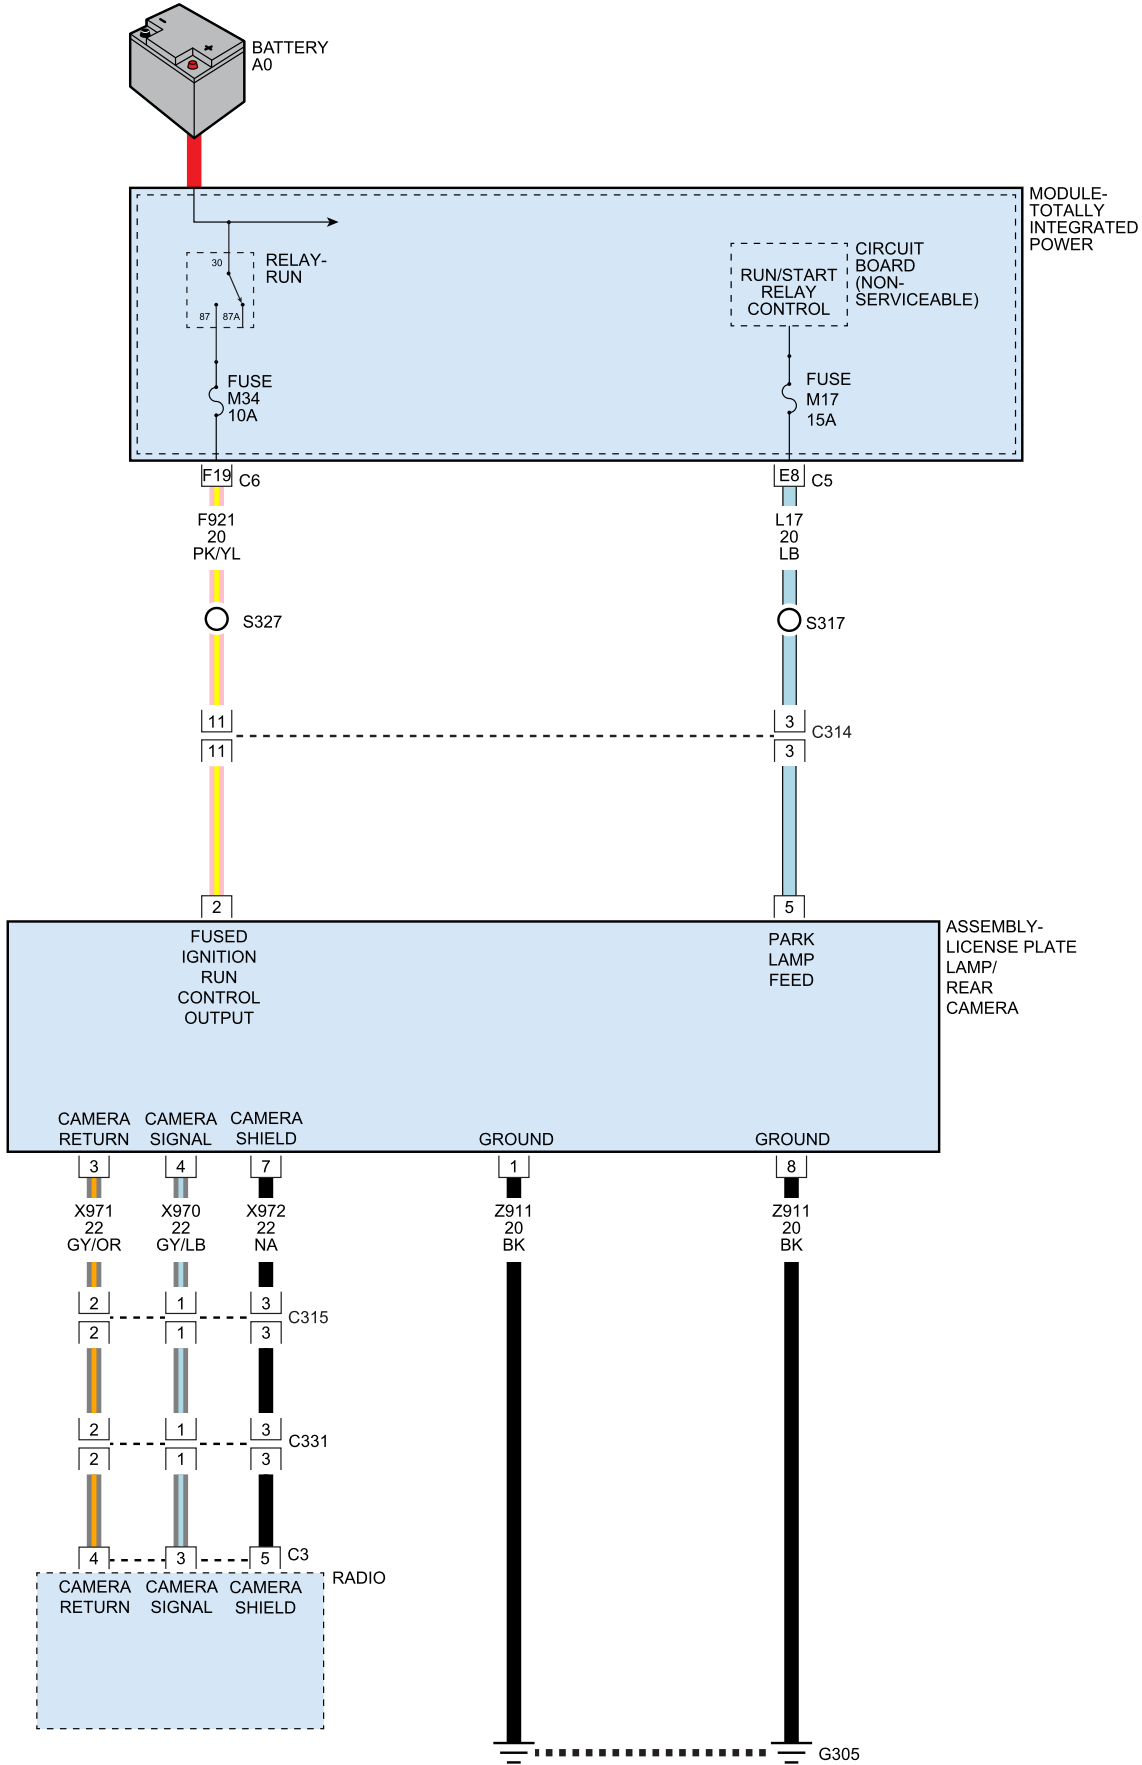 BATTERY
A0
MODULE-
TOTALLY
INTEGRATED
POWER
30
RELAY-
RUN
87
87A
FUSE
M34
10A
RUN/START
RELAY
CONTROL
CIRCUIT
BOARD
(NON-
SERVICEABLE)
FUSE
M17
15A
F19
C6
E8
C5
F921
20
PK/YL
L17
20
LB
S327
S317
11
3
C314
11
3
2
5
FUSED
IGNITION
RUN
CONTROL
OUTPUT
PARK
LAMP
FEED
ASSEMBLY-
LICENSE PLATE
LAMP/
REAR
CAMERA
CAMERA
RETURN
CAMERA
SIGNAL
CAMERA
SHIELD
GROUND
GROUND
3
4
7
1
8
X971
22
GY/OR
X970
22
GY/LB
X972
22
NA
Z911
20
BK
Z911
20
BK
2
1
3
C315
2
1
3
2
1
3
C331
2
1
3
4
3
5
C3
RADIO
CAMERA
RETURN
CAMERA
SIGNAL
CAMERA
SHIELD
G305